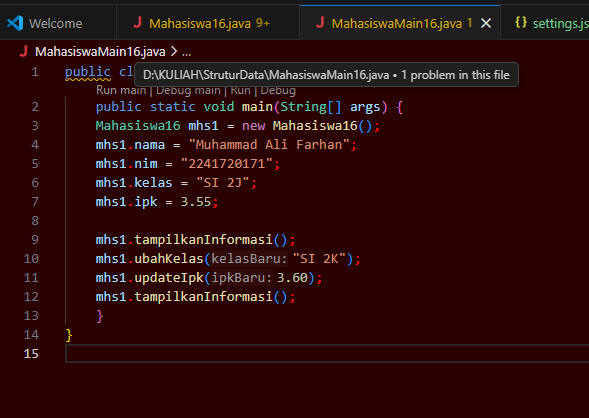 Welcome
Mahasiswa16.java 9+
MahasiswaMain16.java 1
{} settings.js
MahasiswaMain16.java > ...
1 public cl
D:\KULIAH\StruturData\MahasiswaMain16.java • 1 problem in this file
Run main | Debug main | Run | Debug
2 public static void main(String[] args) {
3 Mahasiswa16 mhs1 = new Mahasiswa16();
4 mhs1.nama = "Muhammad Ali Farhan";
5 mhs1.nim = "2241720171";
6 mhs1.kelas = "SI 2J";
7 mhs1.ipk = 3.55;
8
9 mhs1.tampilkanInformasi();
10 mhs1.ubahKelas(kelasBaru:"SI 2K");
11 mhs1.updateIpk(ipkBaru:3.60);
12 mhs1.tampilkanInformasi();
13 }
14 }
15